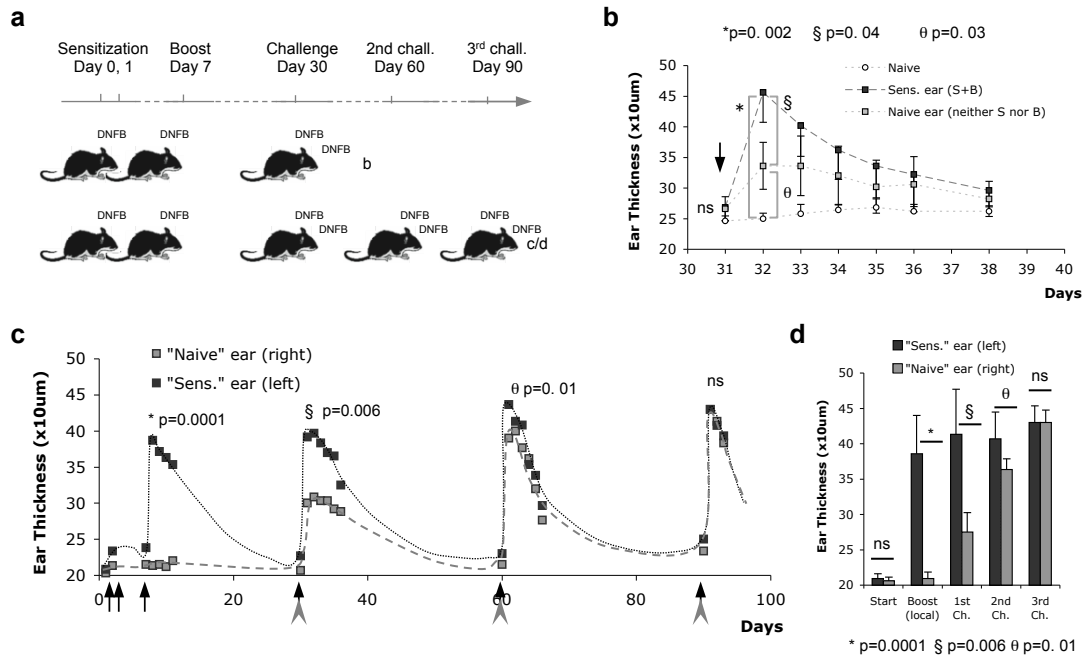 a
Sensitization Boost Challenge 2nd chall. 3rd chall.
Day 0, 1 Day 7 Day 30 Day 60 Day 90
DNFB DNFB DNFB
DNFB
b
DNFB DNFB DNFB DNFB DNFB
DNFB DNFB DNFB
c/d
b
*p=0. 002 § p=0. 04 θ p=0. 03
Ear Thickness (x10um)
50
45
40
35
30
25
20
Naive
Sens. ear (S+B)
Naive ear (neither S nor B)
* §
θ
ns
30 31 32 33 34 35 36 37 38 39 40
Days
c
"Naive" ear (right)
"Sens." ear (left)
Ear Thickness (x10um)
50
45
40
35
30
25
20
* p=0.0001
§ p=0.006
θ p=0. 01
ns
0 20 40 60 80 100
Days
d
"Sens." ear (left)
"Naive" ear (right)
Ear Thickness (x10um)
50
45
40
35
30
25
20
ns * § θ ns
Start Boost 1st 2nd 3rd
(local) Ch. Ch. Ch.
* p=0.0001 § p=0.006 θ p=0. 01